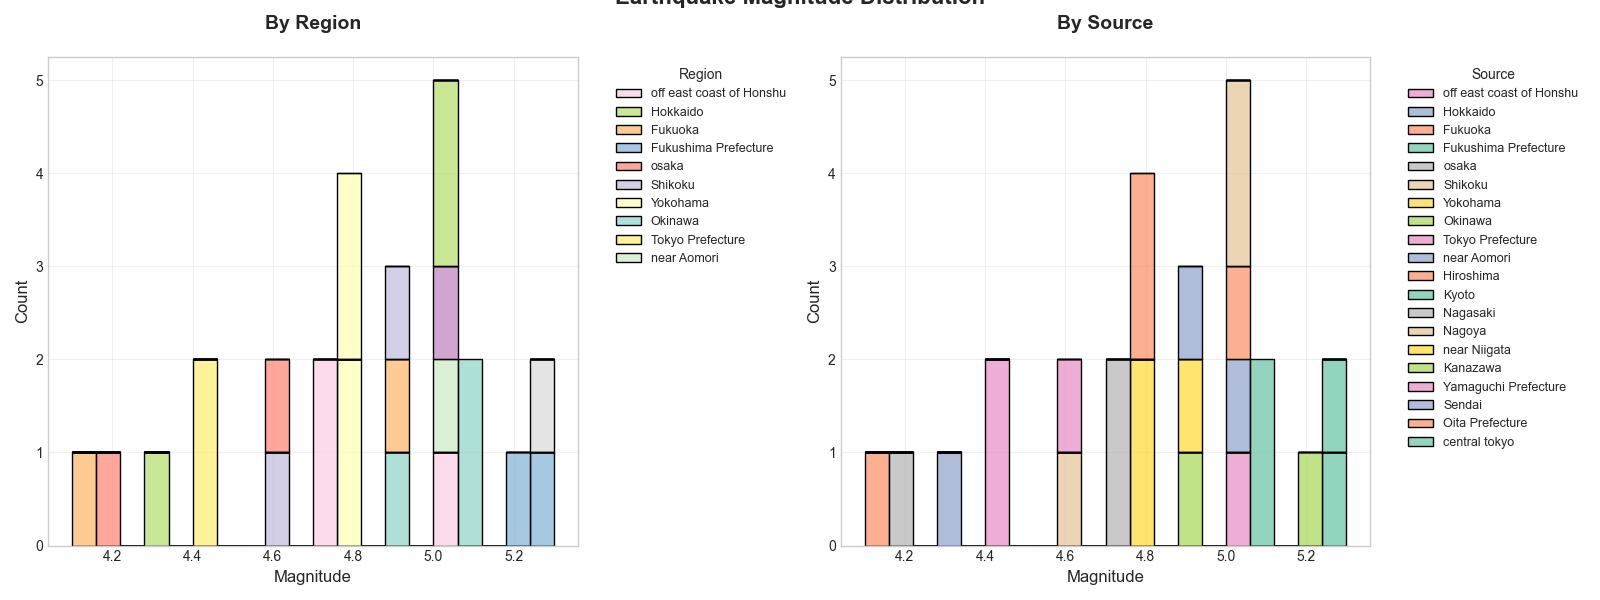 Earthquake Magnitude Distribution
By Region
5
4
3
2
1
0
Count
4.2 4.4 4.6 4.8 5.0 5.2
Magnitude
Region
off east coast of Honshu
Hokkaido
Fukuoka
Fukushima Prefecture
osaka
Shikoku
Yokohama
Okinawa
Tokyo Prefecture
near Aomori
By Source
5
4
3
2
1
0
Count
4.2 4.4 4.6 4.8 5.0 5.2
Magnitude
Source
off east coast of Honshu
Hokkaido
Fukuoka
Fukushima Prefecture
osaka
Shikoku
Yokohama
Okinawa
Tokyo Prefecture
near Aomori
Hiroshima
Kyoto
Nagasaki
Nagoya
near Niigata
Kanazawa
Yamaguchi Prefecture
Sendai
Oita Prefecture
central tokyo